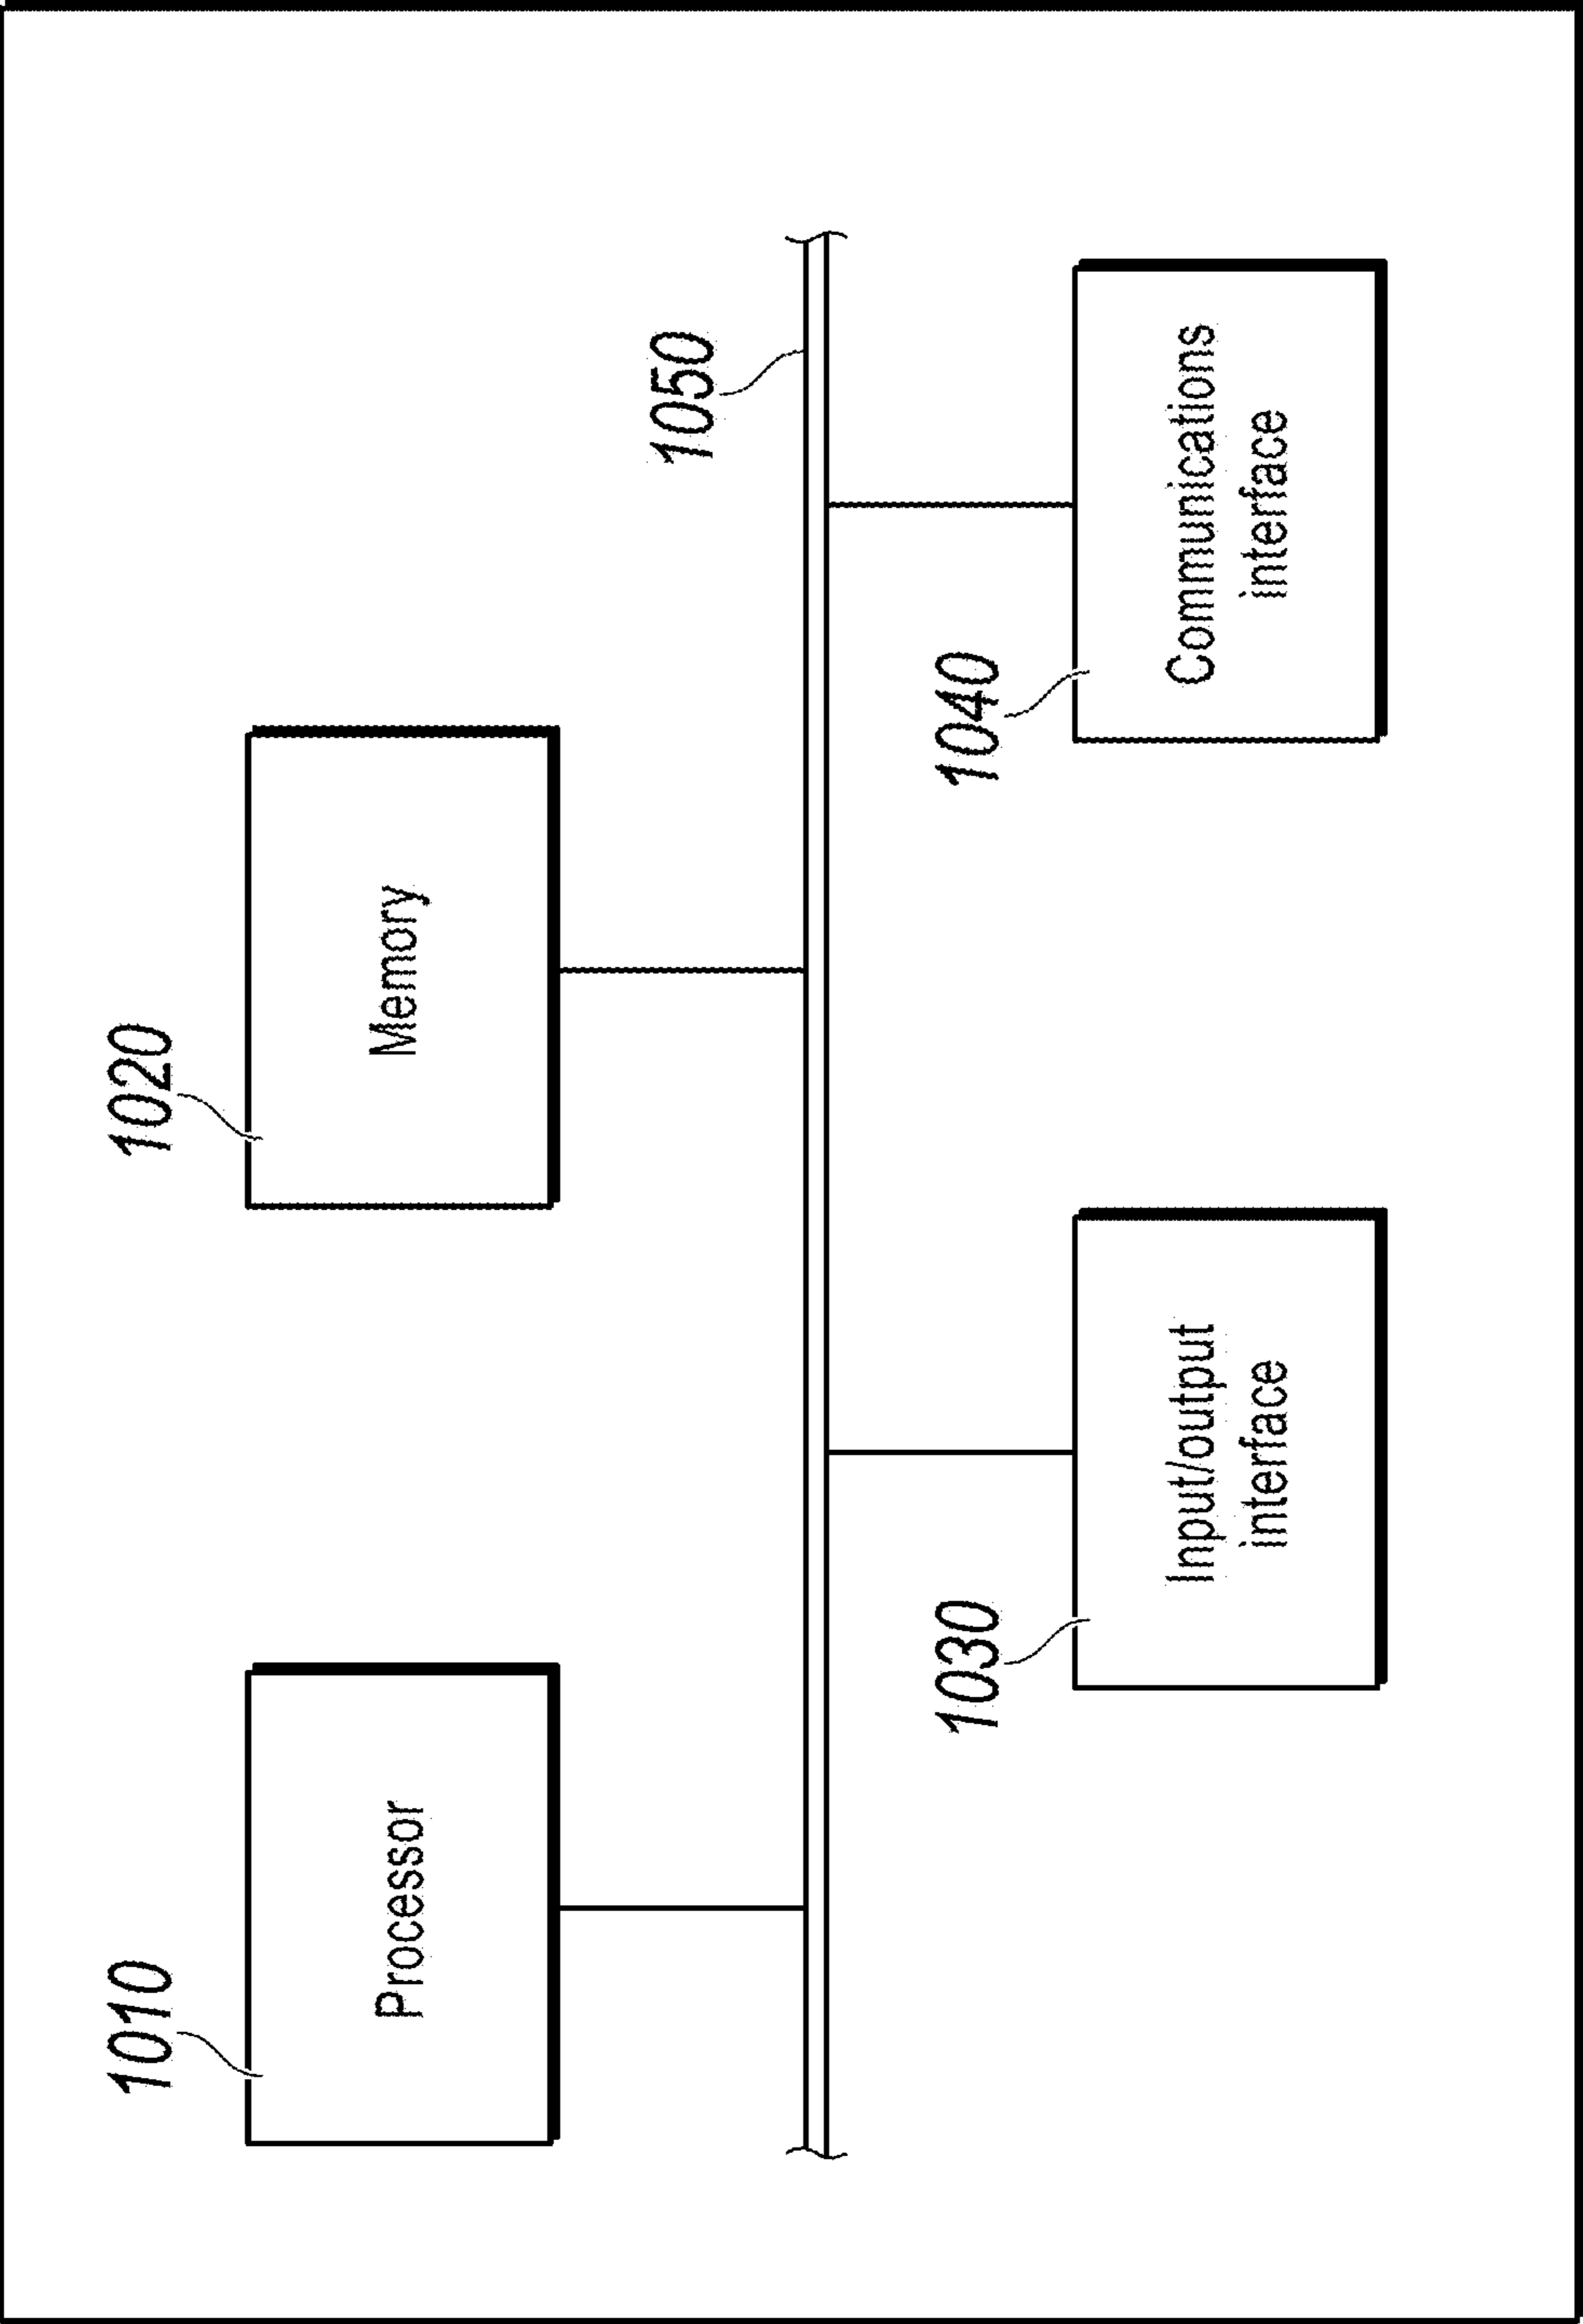 1010
Processor
1020
Memory
1050
1030
Input/output
interface
1040
Communications
interface